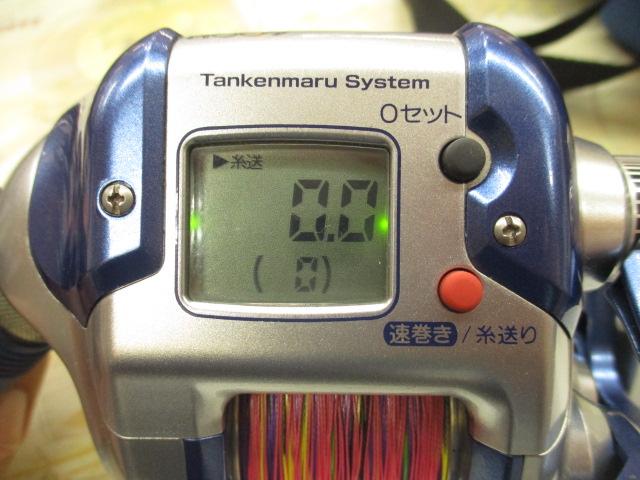 Tankenmaru System
0セット
▶糸送
0.0
(0)
速巻き/糸送り